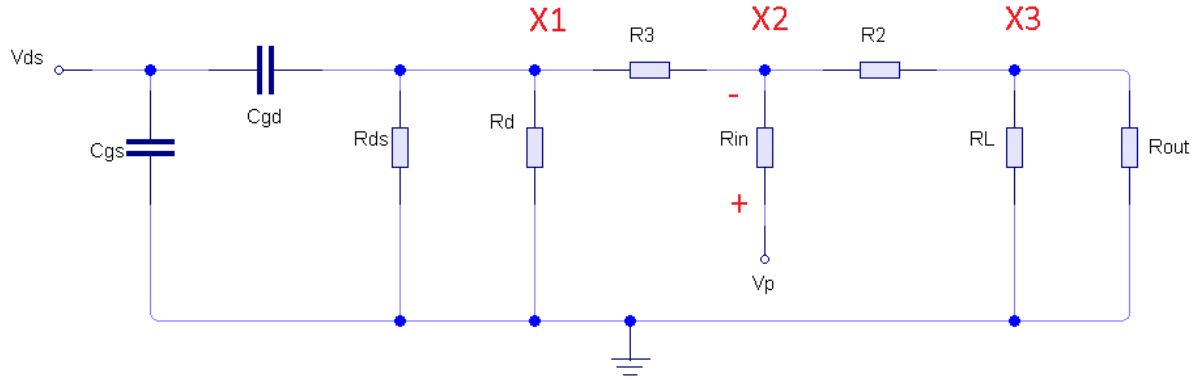 X1
X2
X3
R3
R2
Vds
Cgd
Cgs
Rds
Rd
-
Rin
+
RL
Rout
Vp